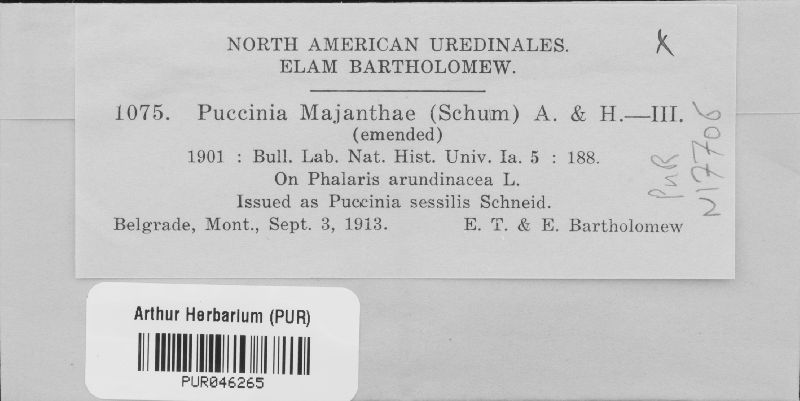 NORTH AMERICAN UREDINALES.
ELAM BARTHOLOMEW.
1075. Puccinia Majanthae (Schum) A. & H.—III.
(emended)
1901 : Bull. Lab. Nat. Hist. Univ. Ia. 5 : 188.
On Phalaris arundinacea L.
Issued as Puccinia sessilis Schneid.
Belgrade, Mont., Sept. 3, 1913. E. T. & E. Bartholomew
x
PUR
N17706
Arthur Herbarium (PUR)
PUR046265